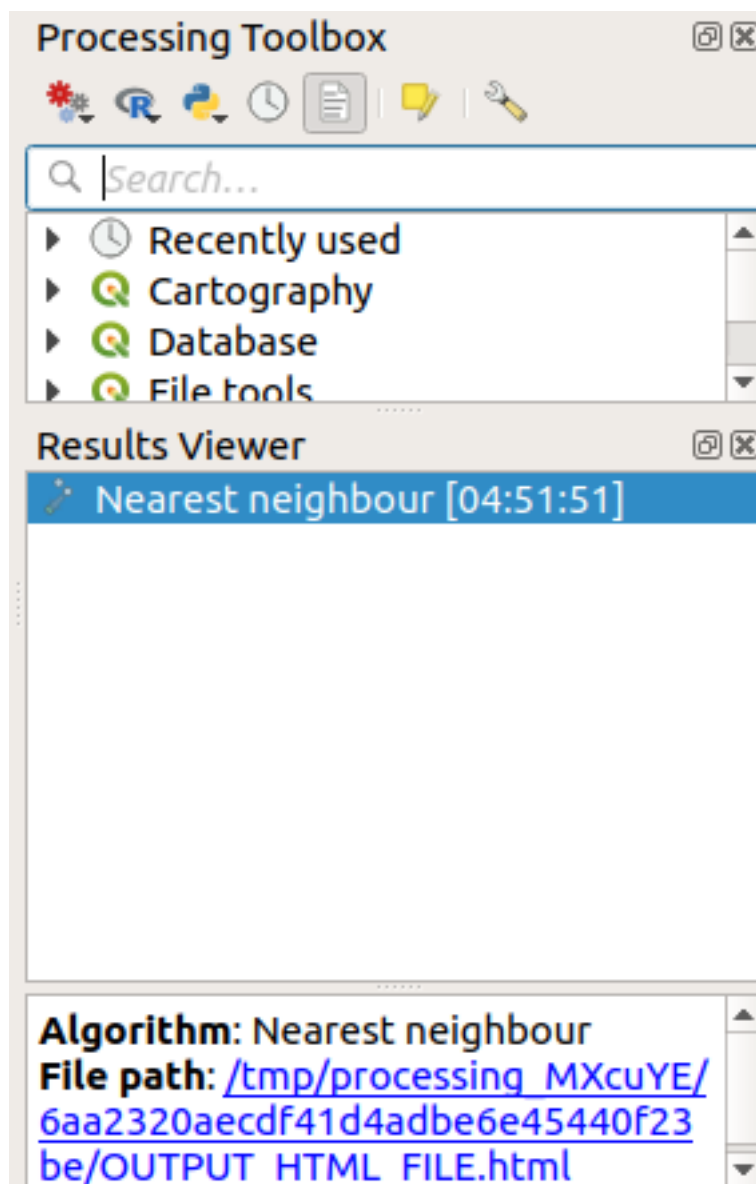 Processing Toolbox
Search...
Recently used
Cartography
Database
File tools
Results Viewer
Nearest neighbour [04:51:51]
Algorithm: Nearest neighbour
File path: /tmp/processing_MXcuYE/
6aa2320aecdf41d4adbe6e45440f23
be/OUTPUT_HTML_FILE.html